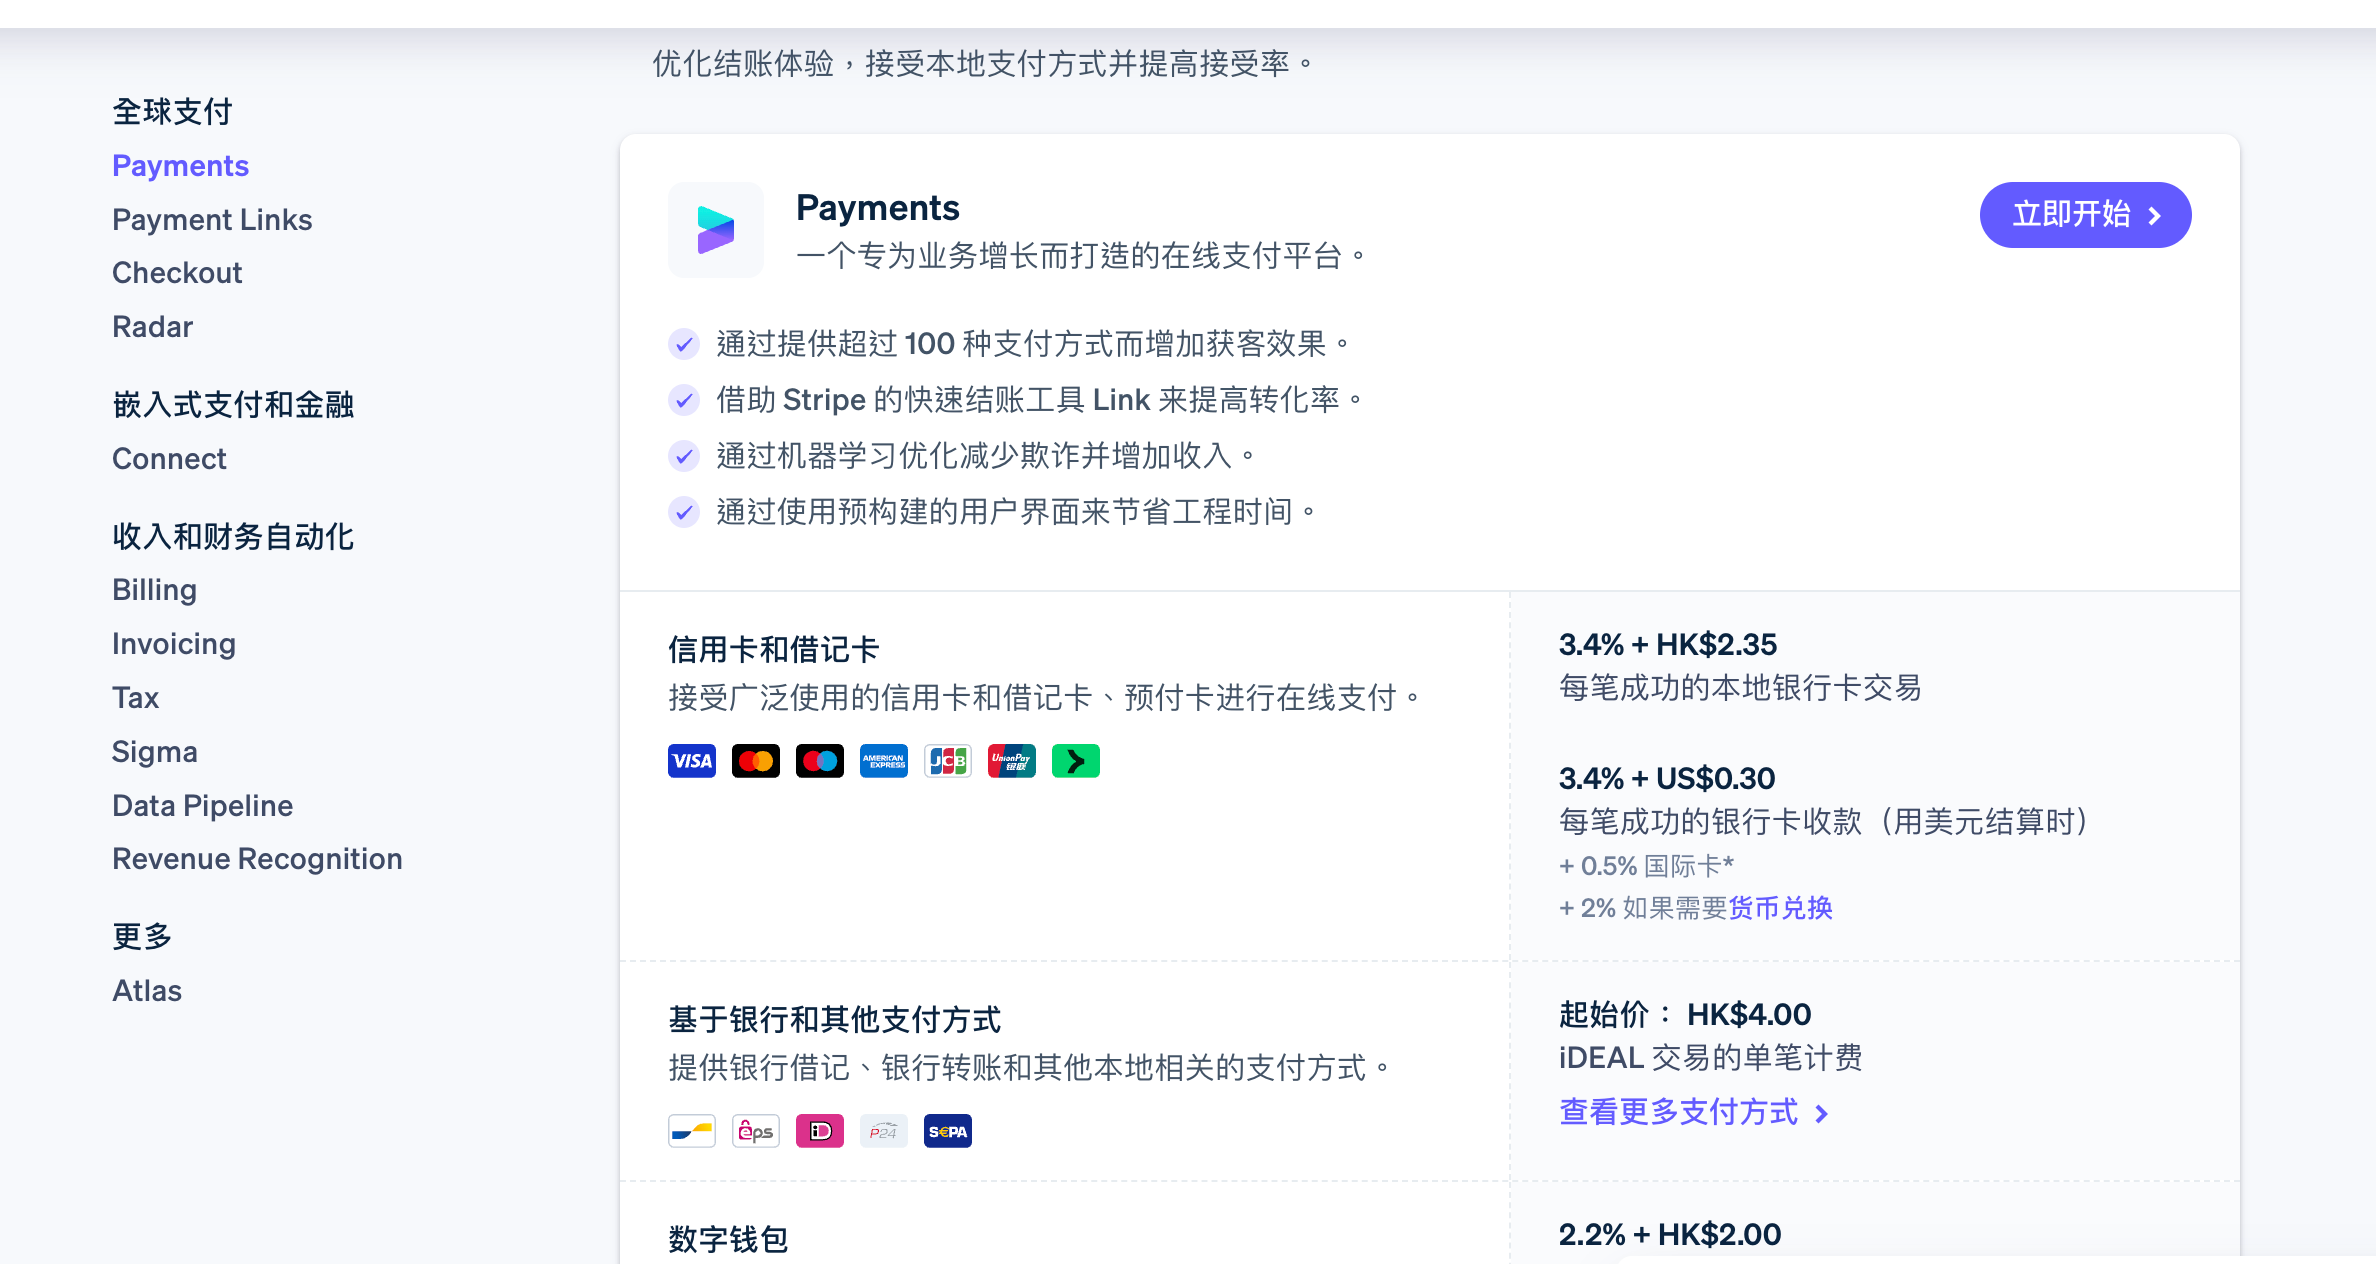 优化结账体验，接受本地支付方式并提高接受率。
全球支付
Payments
Payment Links
Checkout
Radar
嵌入式支付和金融
Connect
收入和财务自动化
Billing
Invoicing
Tax
Sigma
Data Pipeline
Revenue Recognition
更多
Atlas
Payments
一个专为业务增长而打造的在线支付平台。
立即开始
通过提供超过 100 种支付方式而增加获客效果。
借助 Stripe 的快速结账工具 Link 来提高转化率。
通过机器学习优化减少欺诈并增加收入。
通过使用预构建的用户界面来节省工程时间。
信用卡和借记卡
接受广泛使用的信用卡和借记卡、预付卡进行在线支付。
VISA
AMERICAN EXPRESS
JCB
UnionPay 银联
3.4% + HK$2.35
每笔成功的本地银行卡交易
3.4% + US$0.30
每笔成功的银行卡收款（用美元结算时）
+ 0.5% 国际卡*
+ 2% 如果需要货币兑换
基于银行和其他支付方式
提供银行借记、银行转账和其他本地相关的支付方式。
eps
iD
P24
S€PA
起始价： HK$4.00
iDEAL 交易的单笔计费
查看更多支付方式
数字钱包
2.2% + HK$2.00